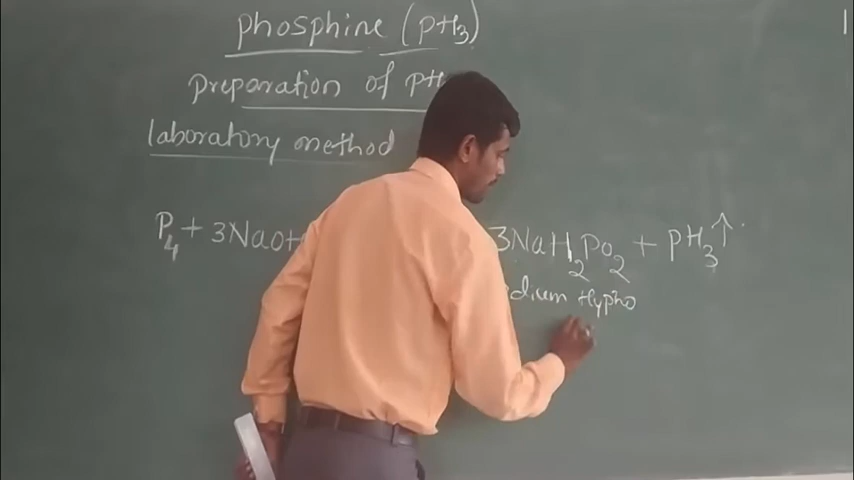 phosphine (PH3)
preparation of PH
laboratory method
P4 + 3NaOH 3NaH2PO2 + PH3↑
dium Hypho